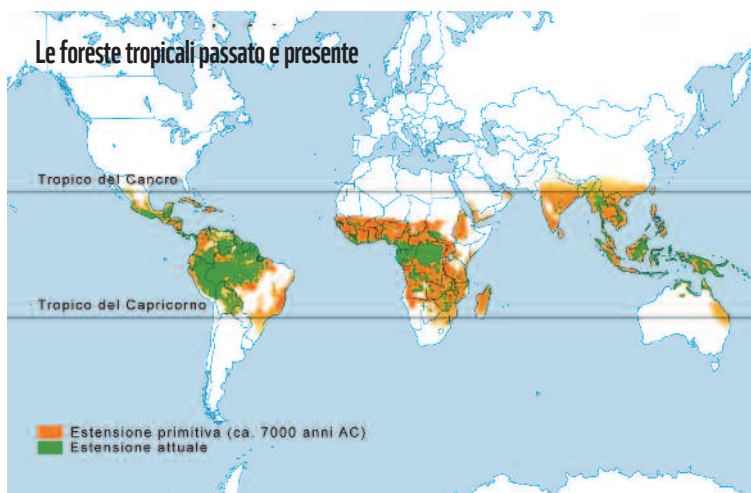 Le foreste tropicali passato e presente
Tropico del Cancro
Tropico del Capricorno
Estensione primitiva (ca. 7000 anni AC)
Estensione attuale